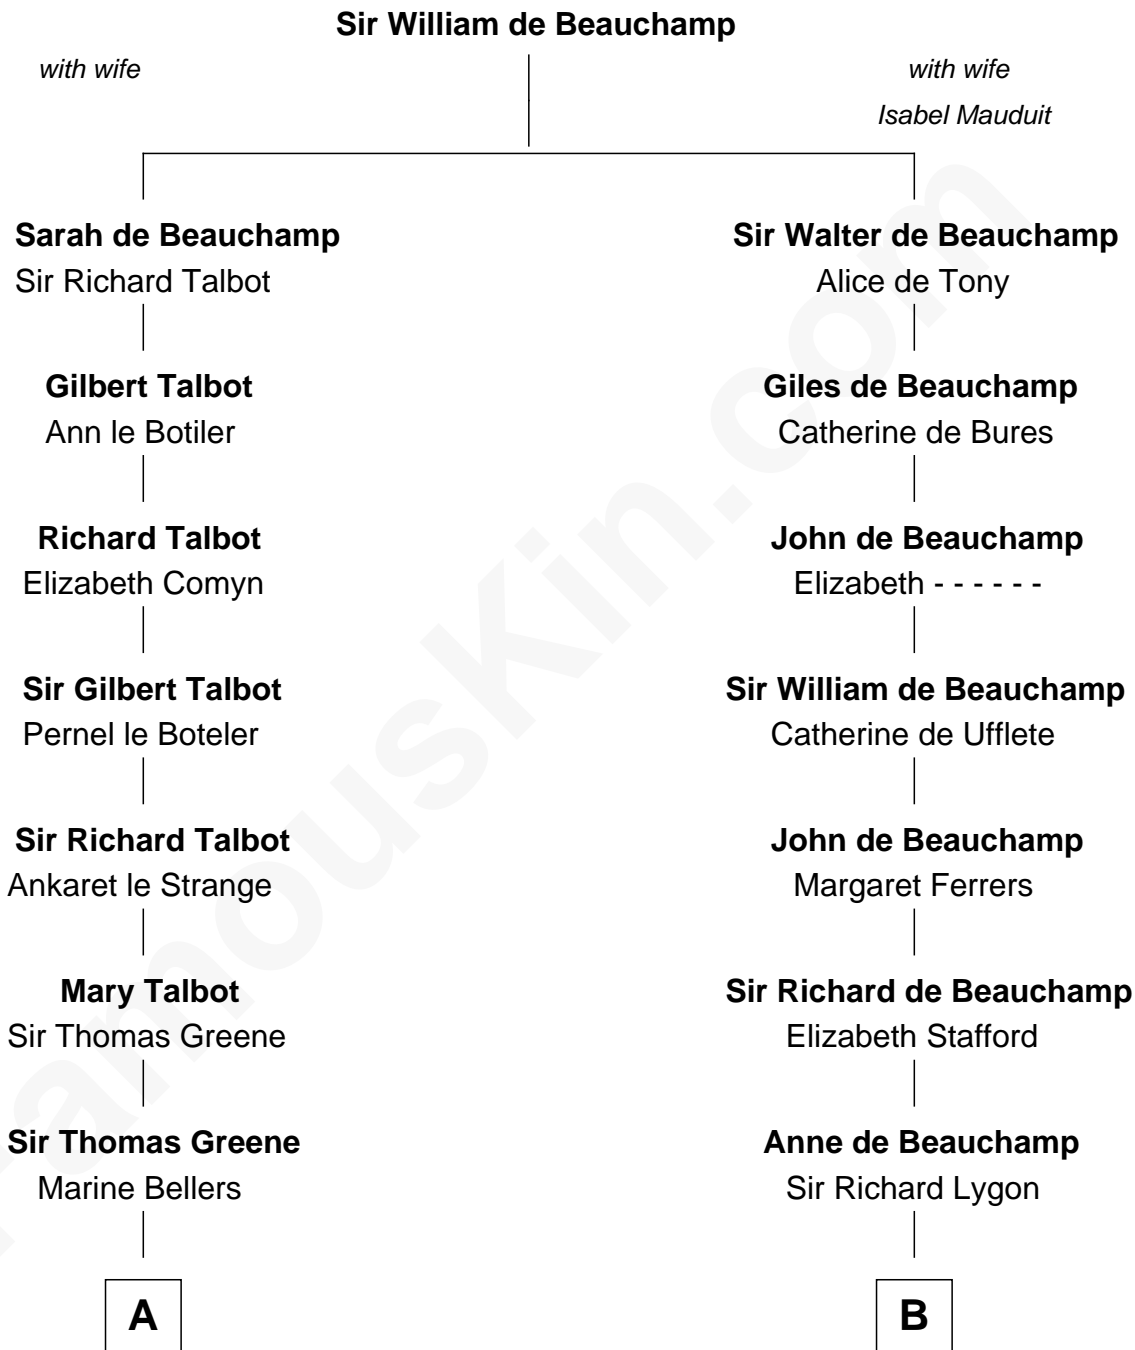 Sir William de Beauchamp
with wife
with wife
Isabel Mauduit
Sarah de Beauchamp
Sir Richard Talbot
Sir Walter de Beauchamp
Alice de Tony
Gilbert Talbot
Ann le Botiler
Giles de Beauchamp
Catherine de Bures
Richard Talbot
Elizabeth Comyn
John de Beauchamp
Elizabeth - - - - - -
Sir Gilbert Talbot
Pernel le Boteler
Sir William de Beauchamp
Catherine de Ufflete
Sir Richard Talbot
Ankaret le Strange
John de Beauchamp
Margaret Ferrers
Mary Talbot
Sir Thomas Greene
Sir Richard de Beauchamp
Elizabeth Stafford
Sir Thomas Greene
Marine Bellers
Anne de Beauchamp
Sir Richard Lygon
A
B
FamousKin.com